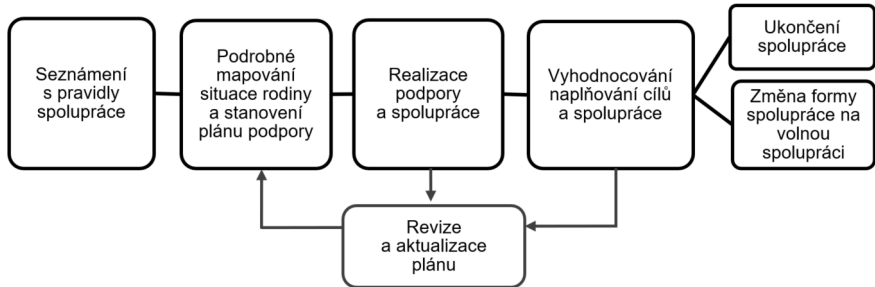 Seznámení
s pravidly
spolupráce
Podrobné
mapování
situace rodiny
a stanovení
plánu podpory
Realizace
podpory
a spolupráce
Vyhodnocování
naplňování cílů
a spolupráce
Ukončení
spolupráce
Změna formy
spolupráce na
volnou
spolupráci
Revize
a aktualizace
plánu